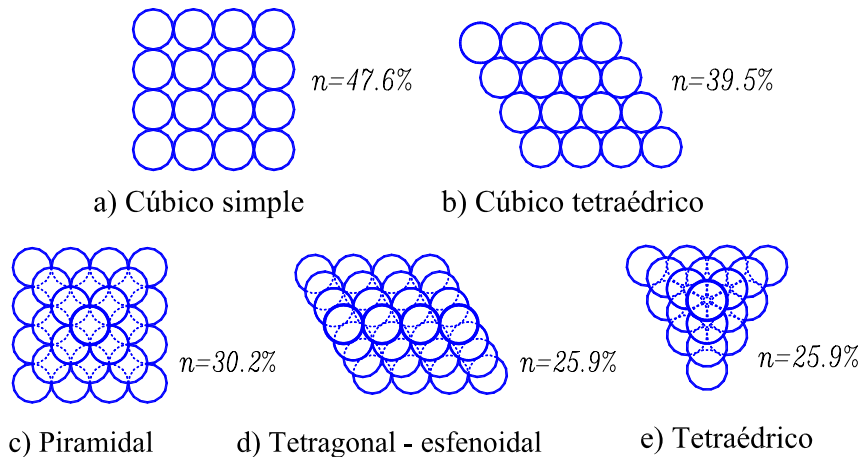 n=47.6%
n=39.5%
a) Cúbico simple
b) Cúbico tetraédrico
n=30.2%
n=25.9%
n=25.9%
c) Piramidal
d) Tetragonal - esfenoidal
e) Tetraédrico